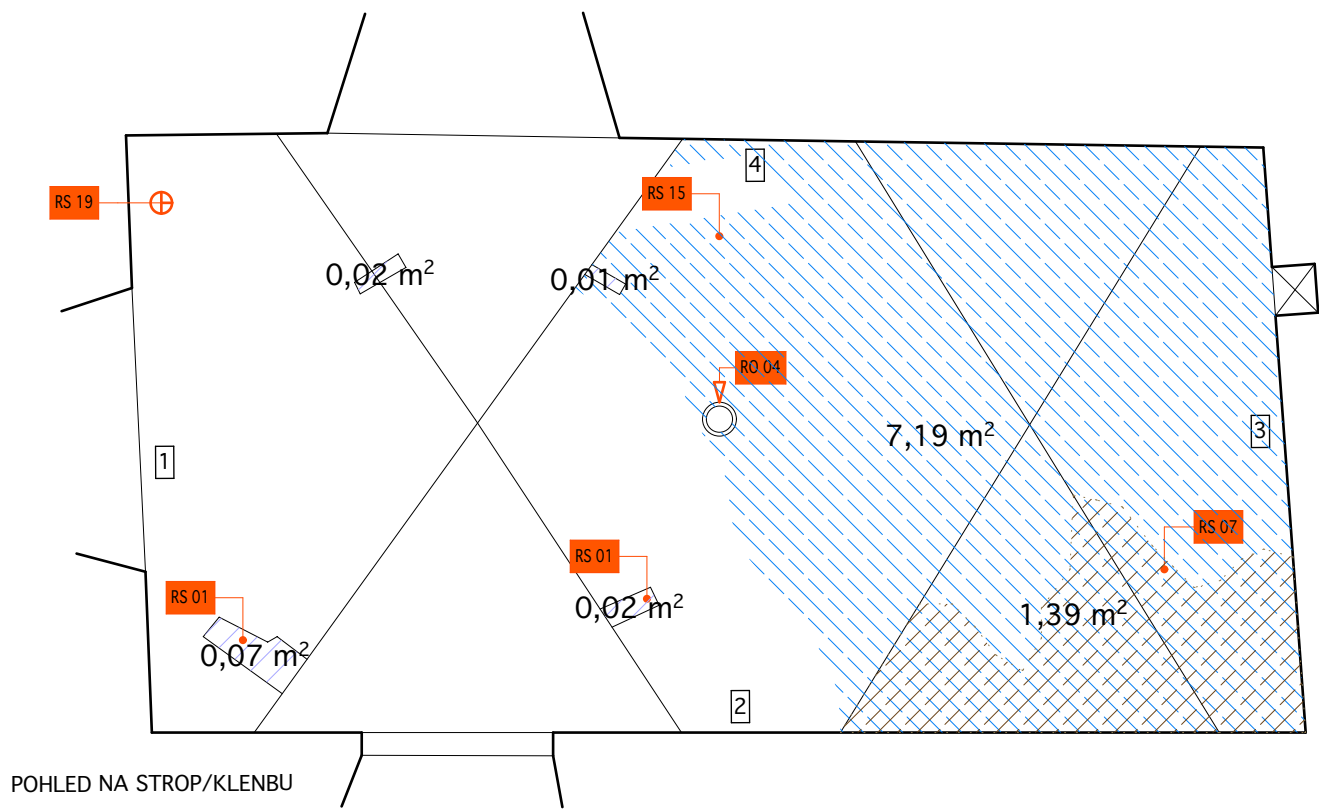 4
RS 19
RS 15
0,02 m²
0,01 m²
RO 04
7,19 m²
3
1
RS 07
RS 01
RS 01
0,02 m²
1,39 m²
0,07 m²
2
POHLED NA STROP/KLENBU